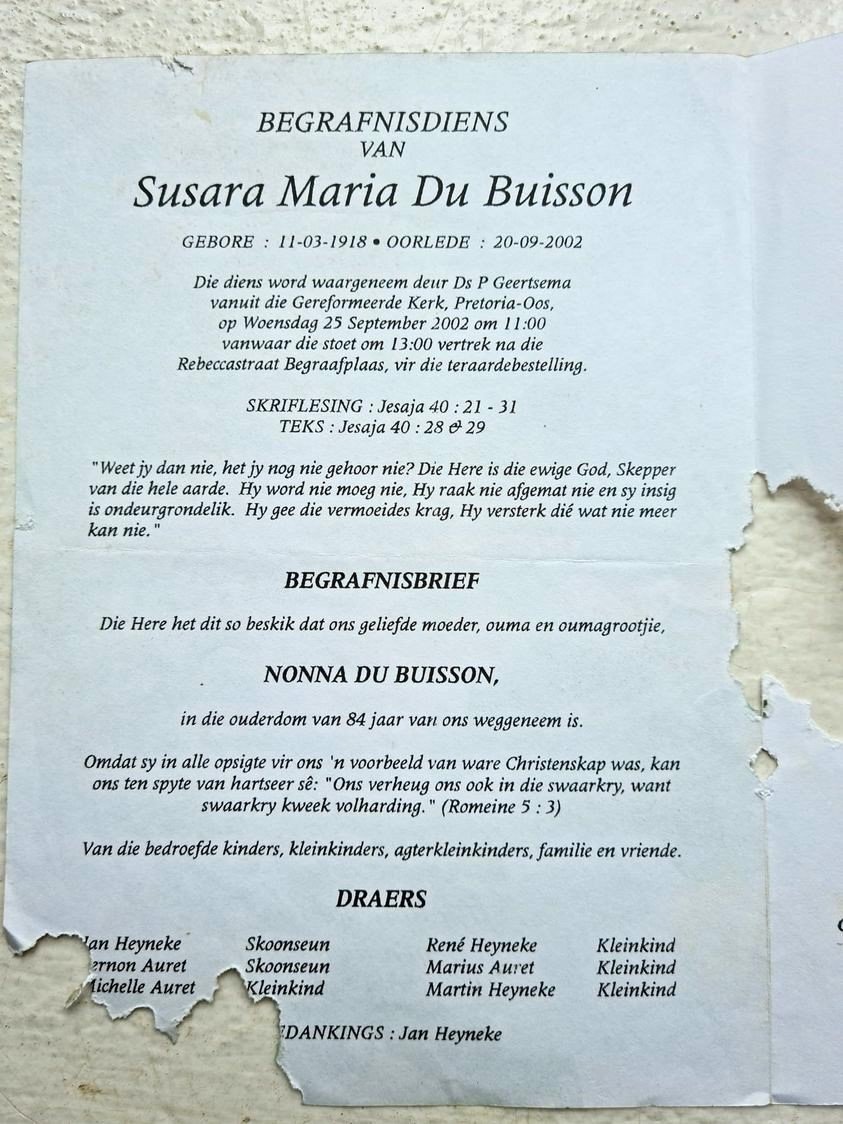 BEGRAFNISDIENS
VAN
Susara Maria Du Buisson
GEBORE : 11-03-1918 • OORLEDE : 20-09-2002
Die diens word waargeneem deur Ds P Geertsema
vanuit die Gereformeerde Kerk, Pretoria-Oos,
op Woensdag 25 September 2002 om 11:00
vanwaar die stoet om 13:00 vertrek na die
Rebeccastraat Begraafplaas, vir die teraardebestelling.
SKRIFLESING : Jesaja 40 : 21 - 31
TEKS : Jesaja 40 : 28 & 29
"Weet jy dan nie, het jy nog nie gehoor nie? Die Here is die ewige God, Skepper
van die hele aarde. Hy word nie moeg nie, Hy raak nie afgemat nie en sy insig
is ondeurgrondelik. Hy gee die vermoeides krag, Hy versterk dié wat nie meer
kan nie."
BEGRAFNISBRIEF
Die Here het dit so beskik dat ons geliefde moeder, ouma en oumagrootjie,
NONNA DU BUISSON,
in die ouderdom van 84 jaar van ons weggeneem is.
Omdat sy in alle opsigte vir ons 'n voorbeeld van ware Christenskap was, kan
ons ten spyte van hartseer sê: "Ons verheug ons ook in die swaarkry, want
swaarkry kweek volharding." (Romeine 5 : 3)
Van die bedroefde kinders, kleinkinders, agterkleinkinders, familie en vriende.
DRAERS
Jan Heyneke Skoonseun René Heyneke Kleinkind
ernon Auret Skoonseun Marius Auret Kleinkind
Michelle Auret Kleinkind Martin Heyneke Kleinkind
EDANKINGS : Jan Heyneke